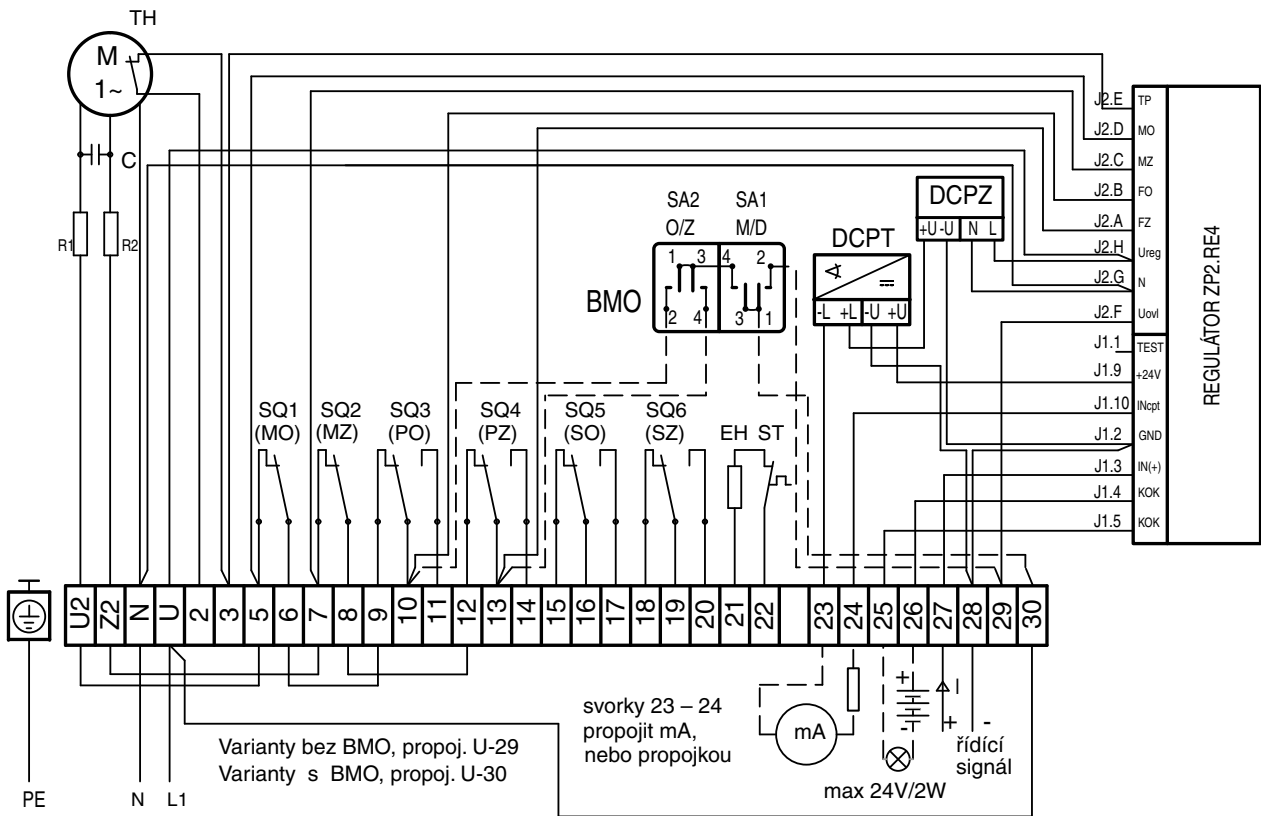 TH
M
1~
C
R1
R2
J2.E TP
J2.D MO
J2.C MZ
J2.B FO
J2.A FZ
J2.H Ureg
J2.G N
J2.F Uovl
J1.1 TEST
J1.9 +24V
J1.10 INcpt
J1.2 GND
J1.3 IN(+)
J1.4 KOK
J1.5 KOK
REGULÁTOR ZP2.RE4
DCPZ
+U -U N L
DCPT
-L +L -U +U
SA2 SA1
O/Z M/D
1 3 4 2
BMO
2 4 3 1
SQ1 SQ2 SQ3 SQ4 SQ5 SQ6
(MO) (MZ) (PO) (PZ) (SO) (SZ)
EH ST
U2 Z2 N U 2 3 5 6 7 8 9 10 11 12 13 14 15 16 17 18 19 20 21 22 23 24 25 26 27 28 29 30
svorky 23 – 24
propojit mA,
nebo propojkou
mA
+
-
I
+ -
řídící
signál
max 24V/2W
Varianty bez BMO, propoj. U-29
Varianty s BMO, propoj. U-30
PE N L1